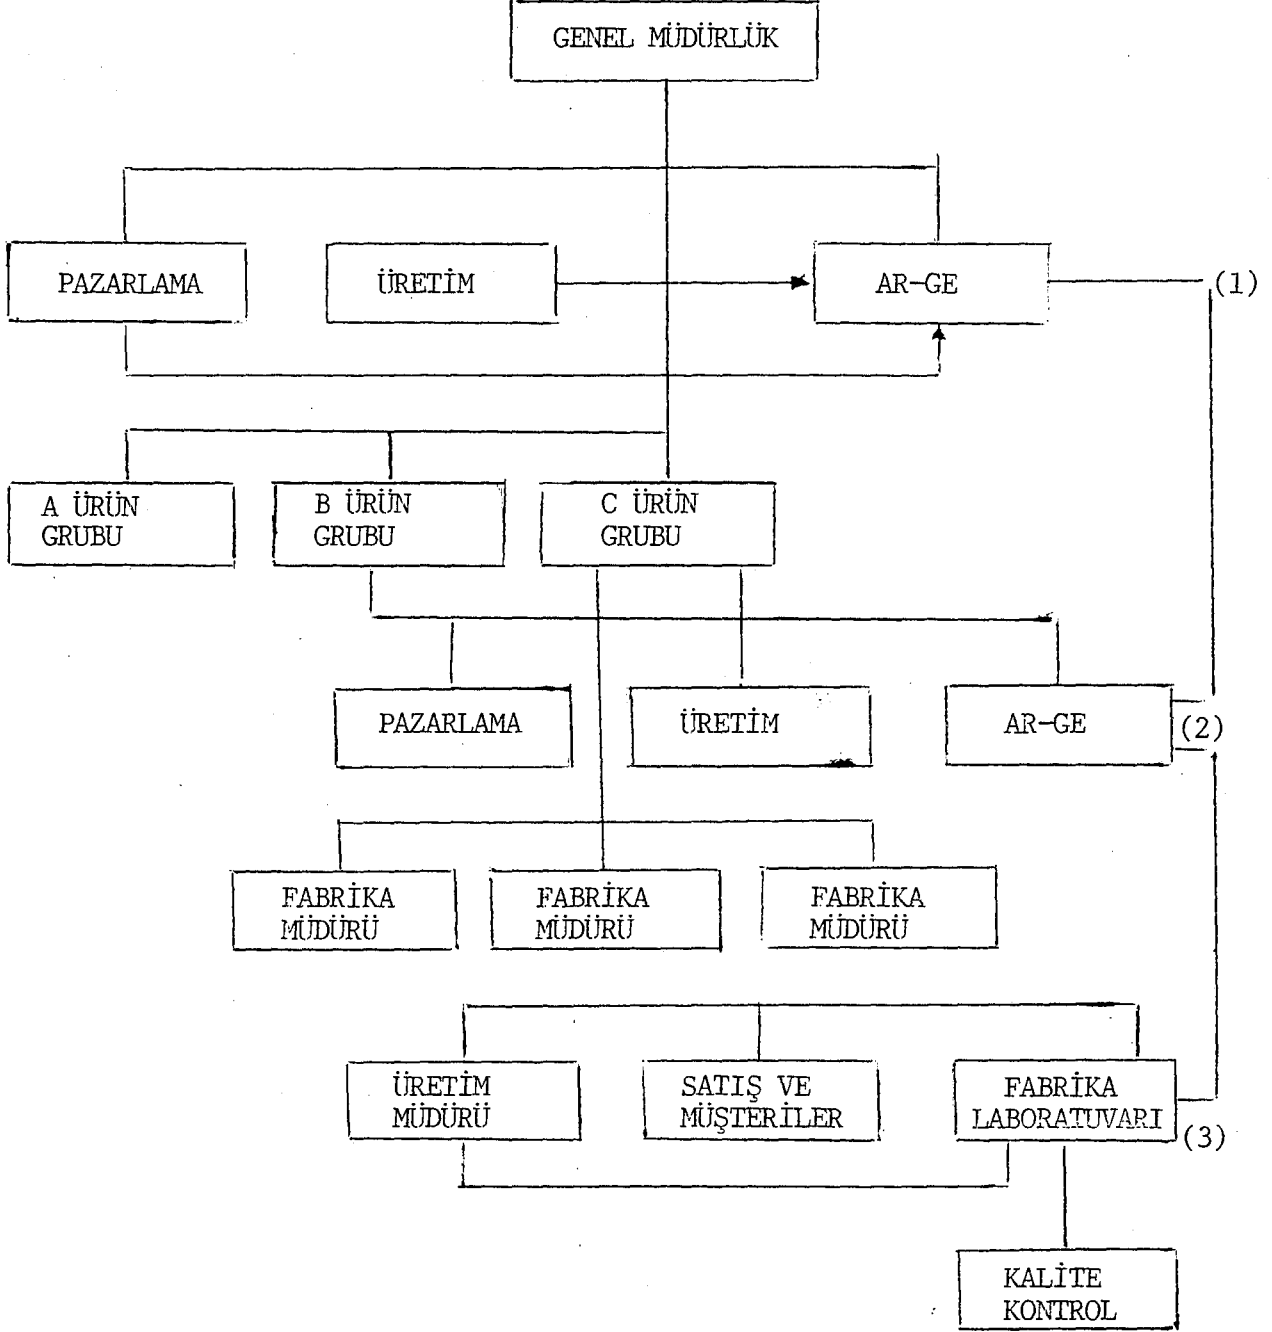 GENEL MÜDÜRLÜK
PAZARLAMA
ÜRETİM
AR-GE
(1)
A ÜRÜN
GRUBU
B ÜRÜN
GRUBU
C ÜRÜN
GRUBU
PAZARLAMA
ÜRETİM
AR-GE
(2)
FABRİKA
MÜDÜRÜ
FABRİKA
MÜDÜRÜ
FABRİKA
MÜDÜRÜ
ÜRETİM
MÜDÜRÜ
SATIŞ VE
MÜŞTERİLER
FABRİKA
LABORATUVARI
(3)
KALİTE
KONTROL